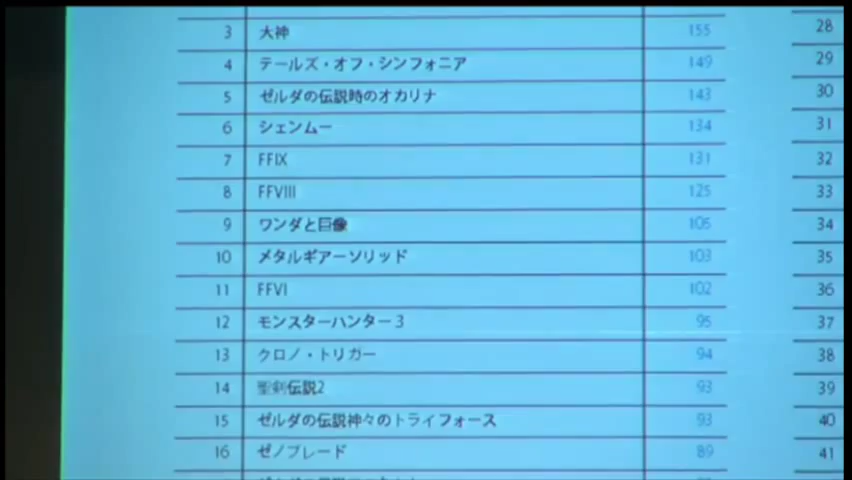 3 大神 155 28
4 テールズ・オフ・シンフォニア 149 29
5 ゼルダの伝説時のオカリナ 143 30
6 シェンムー 134 31
7 FFIX 131 32
8 FFVIII 125 33
9 ワンダと巨像 105 34
10 メタルギアーソリッド 103 35
11 FFVI 102 36
12 モンスターハンター3 95 37
13 クロノ・トリガー 94 38
14 聖剣伝説2 93 39
15 ゼルダの伝説神々のトライフォース 93 40
16 ゼノブレード 89 41